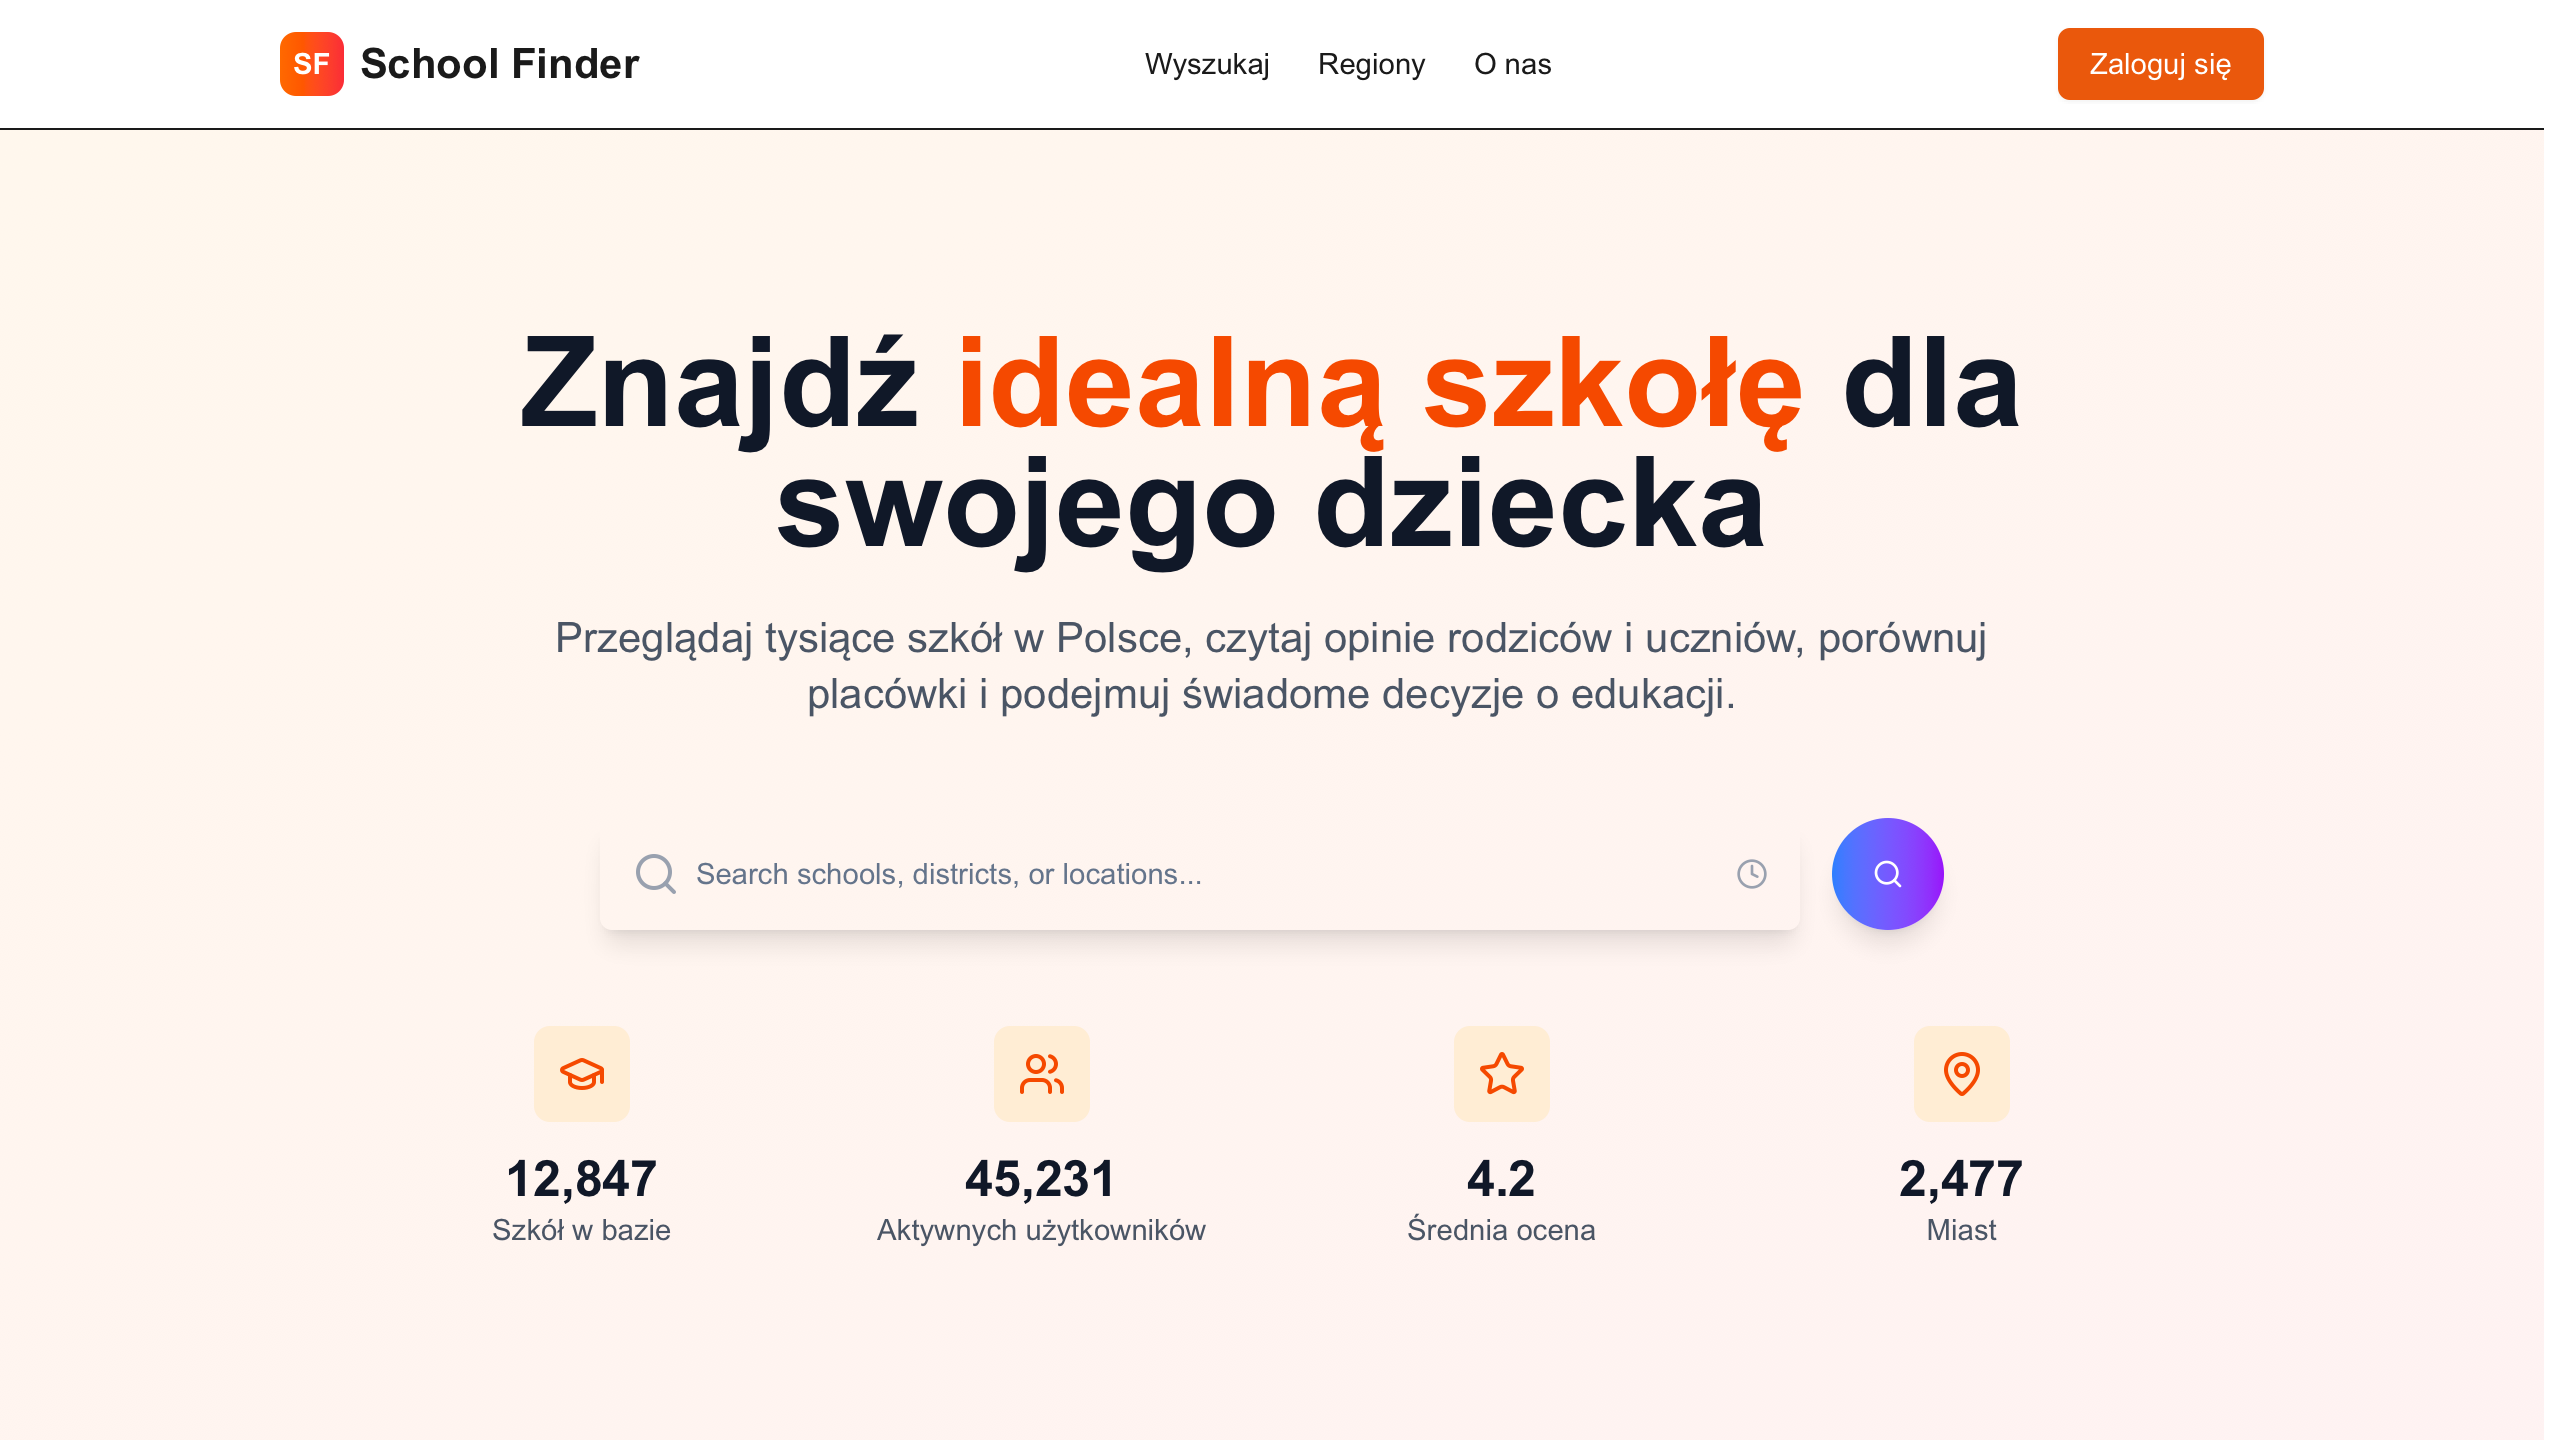 SF School Finder
Wyszukaj
Regiony
O nas
Zaloguj się
Znajdź idealną szkołę dla
swojego dziecka
Przeglądaj tysiące szkół w Polsce, czytaj opinie rodziców i uczniów, porównuj
placówki i podejmuj świadome decyzje o edukacji.
Search schools, districts, or locations...
12,847
Szkół w bazie
45,231
Aktywnych użytkowników
4.2
Średnia ocena
2,477
Miast